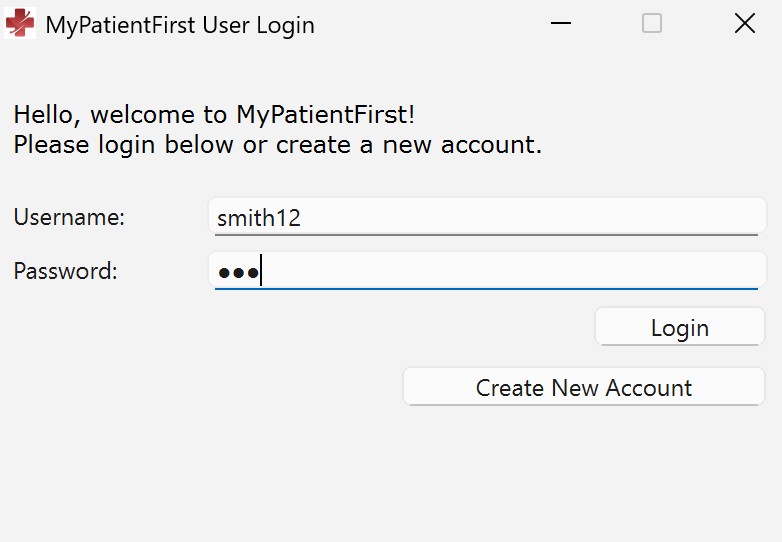 MyPatientFirst User Login
Hello, welcome to MyPatientFirst!
Please login below or create a new account.
Username: smith12
Password: ●●●
Login
Create New Account